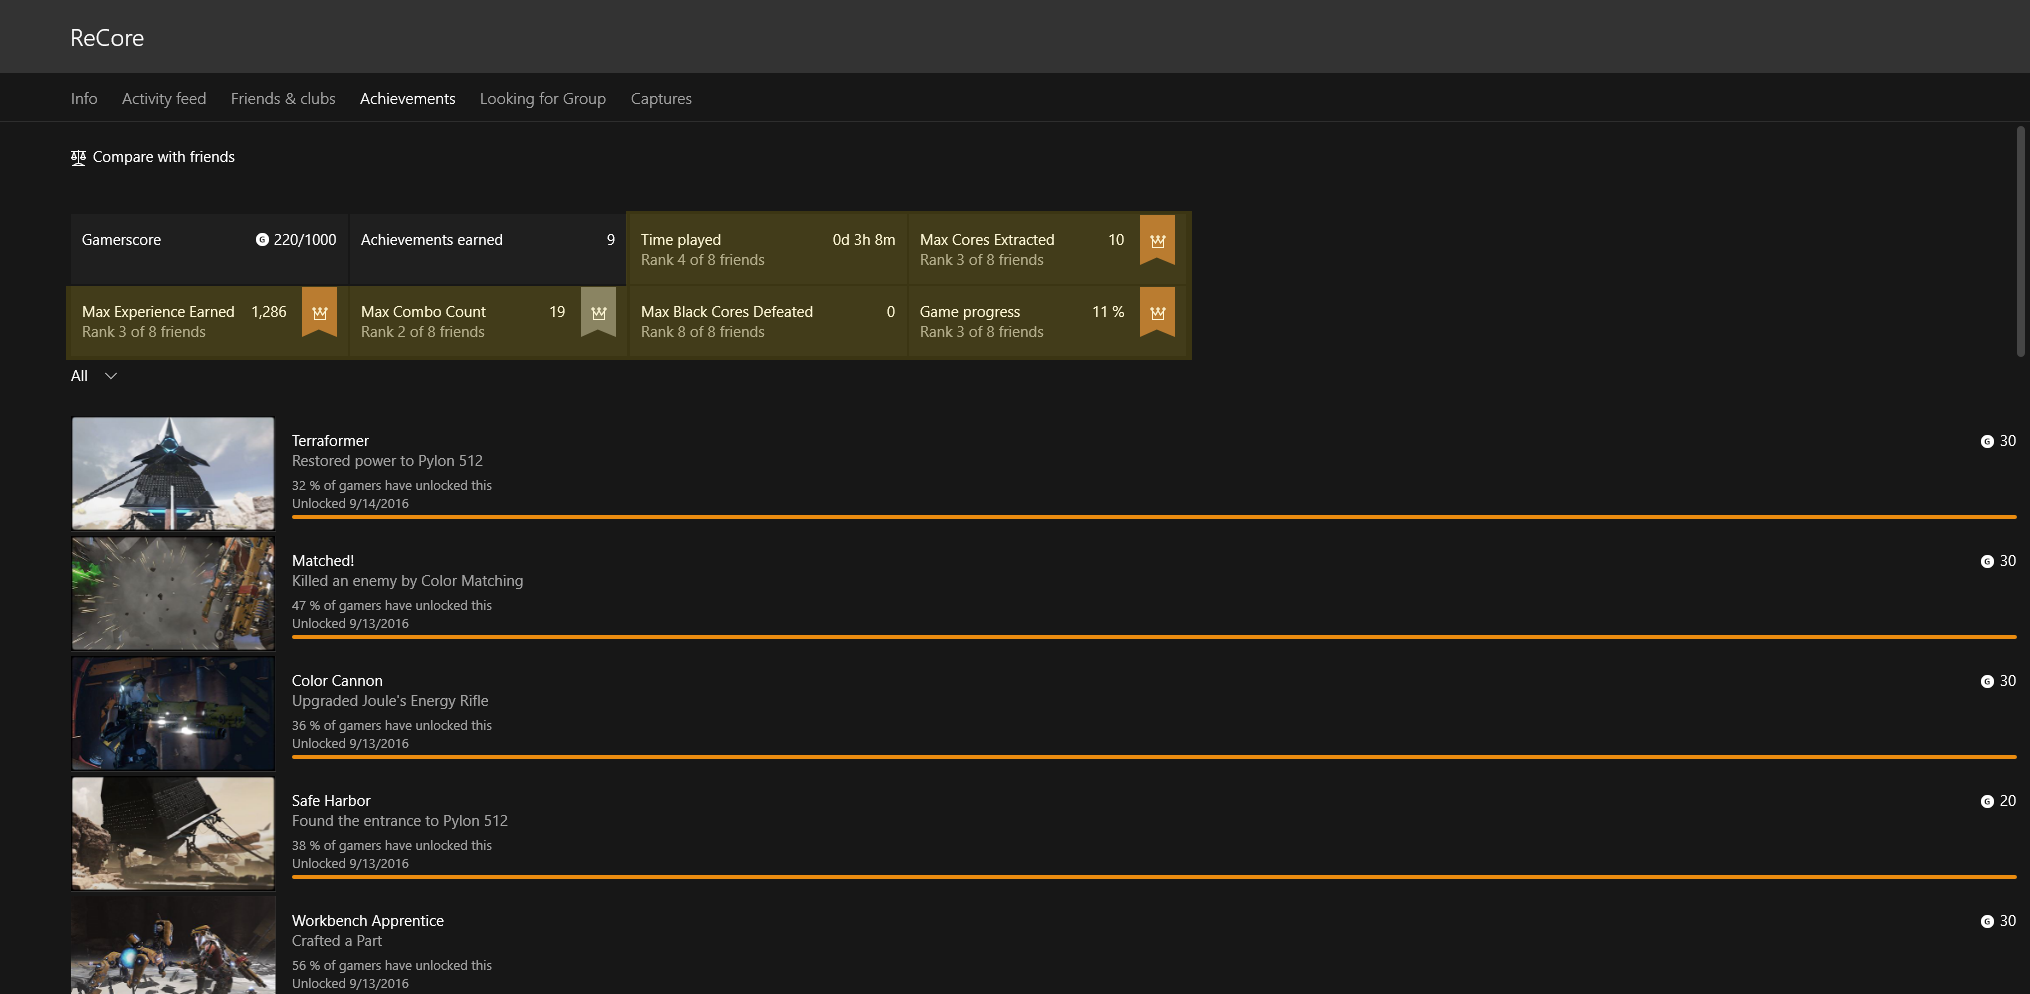 ReCore
Info Activity feed Friends & clubs Achievements Looking for Group Captures
Compare with friends
Gamerscore G 220/1000
Achievements earned 9
Time played 0d 3h 8m
Rank 4 of 8 friends
Max Cores Extracted 10
Rank 3 of 8 friends
Max Experience Earned 1,286
Rank 3 of 8 friends
Max Combo Count 19
Rank 2 of 8 friends
Max Black Cores Defeated 0
Rank 8 of 8 friends
Game progress 11 %
Rank 3 of 8 friends
All
Terraformer G 30
Restored power to Pylon 512
32 % of gamers have unlocked this
Unlocked 9/14/2016
Matched! G 30
Killed an enemy by Color Matching
47 % of gamers have unlocked this
Unlocked 9/13/2016
Color Cannon G 30
Upgraded Joule's Energy Rifle
36 % of gamers have unlocked this
Unlocked 9/13/2016
Safe Harbor G 20
Found the entrance to Pylon 512
38 % of gamers have unlocked this
Unlocked 9/13/2016
Workbench Apprentice G 30
Crafted a Part
56 % of gamers have unlocked this
Unlocked 9/13/2016